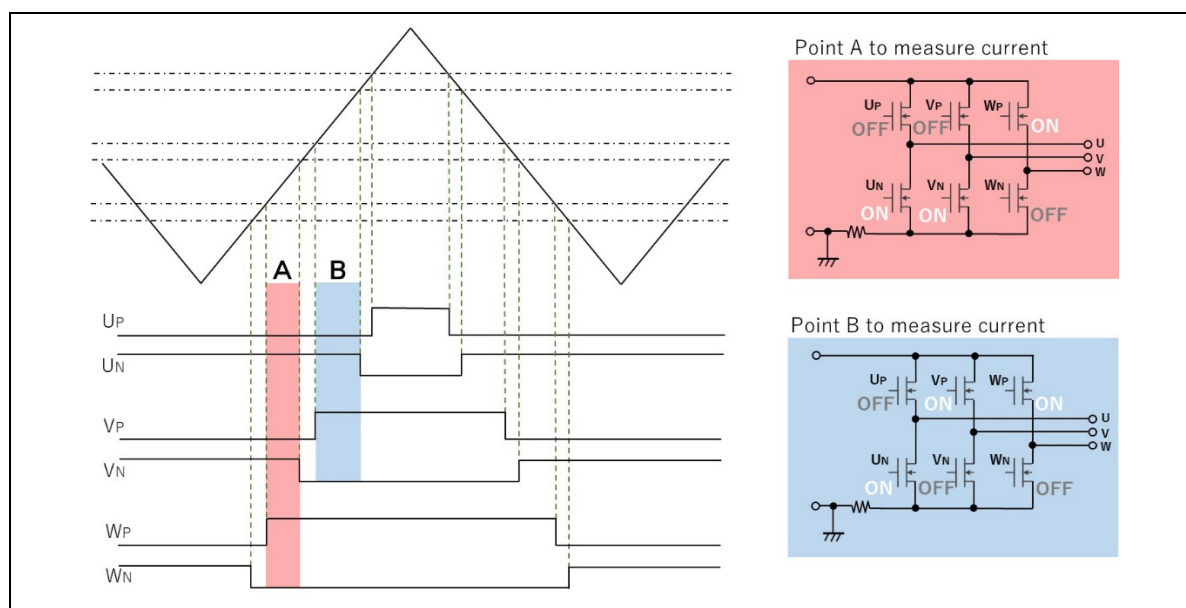 A B
UP
UN
VP
VN
WP
WN
Point A to measure current
UP VP WP
OFF OFF ON
U
V
W
UN VN WN
ON ON OFF
Point B to measure current
UP VP WP
OFF ON ON
U
V
W
UN VN WN
ON OFF OFF